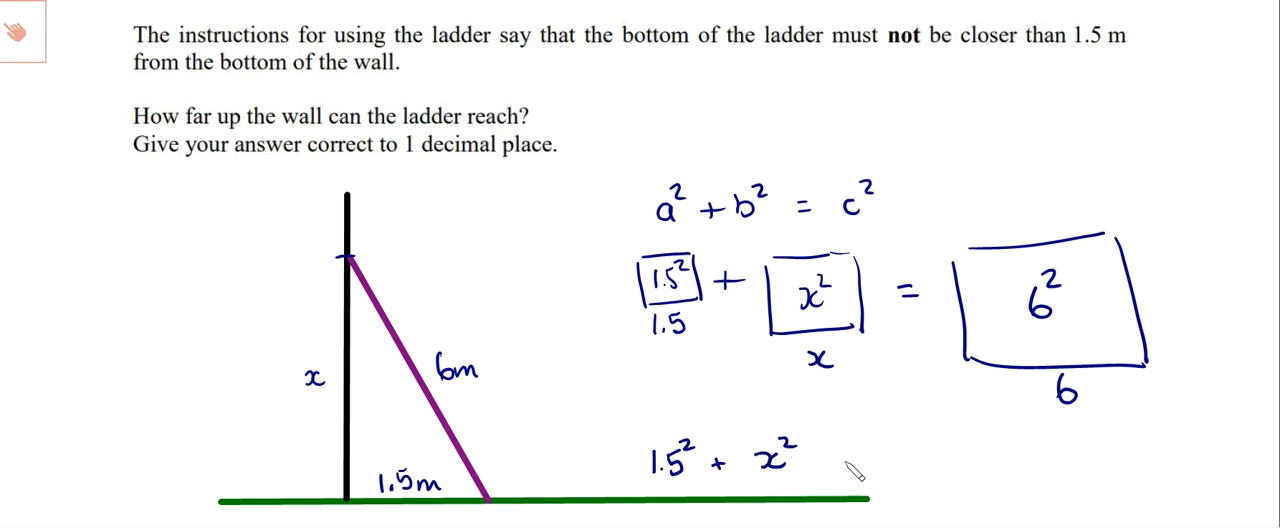 The instructions for using the ladder say that the bottom of the ladder must not be closer than 1.5 m
from the bottom of the wall.
How far up the wall can the ladder reach?
Give your answer correct to 1 decimal place.
a² + b² = c²
1.5² + x² = 6²
1.5 x 6
x 6m
1.5m
1.5² + x²